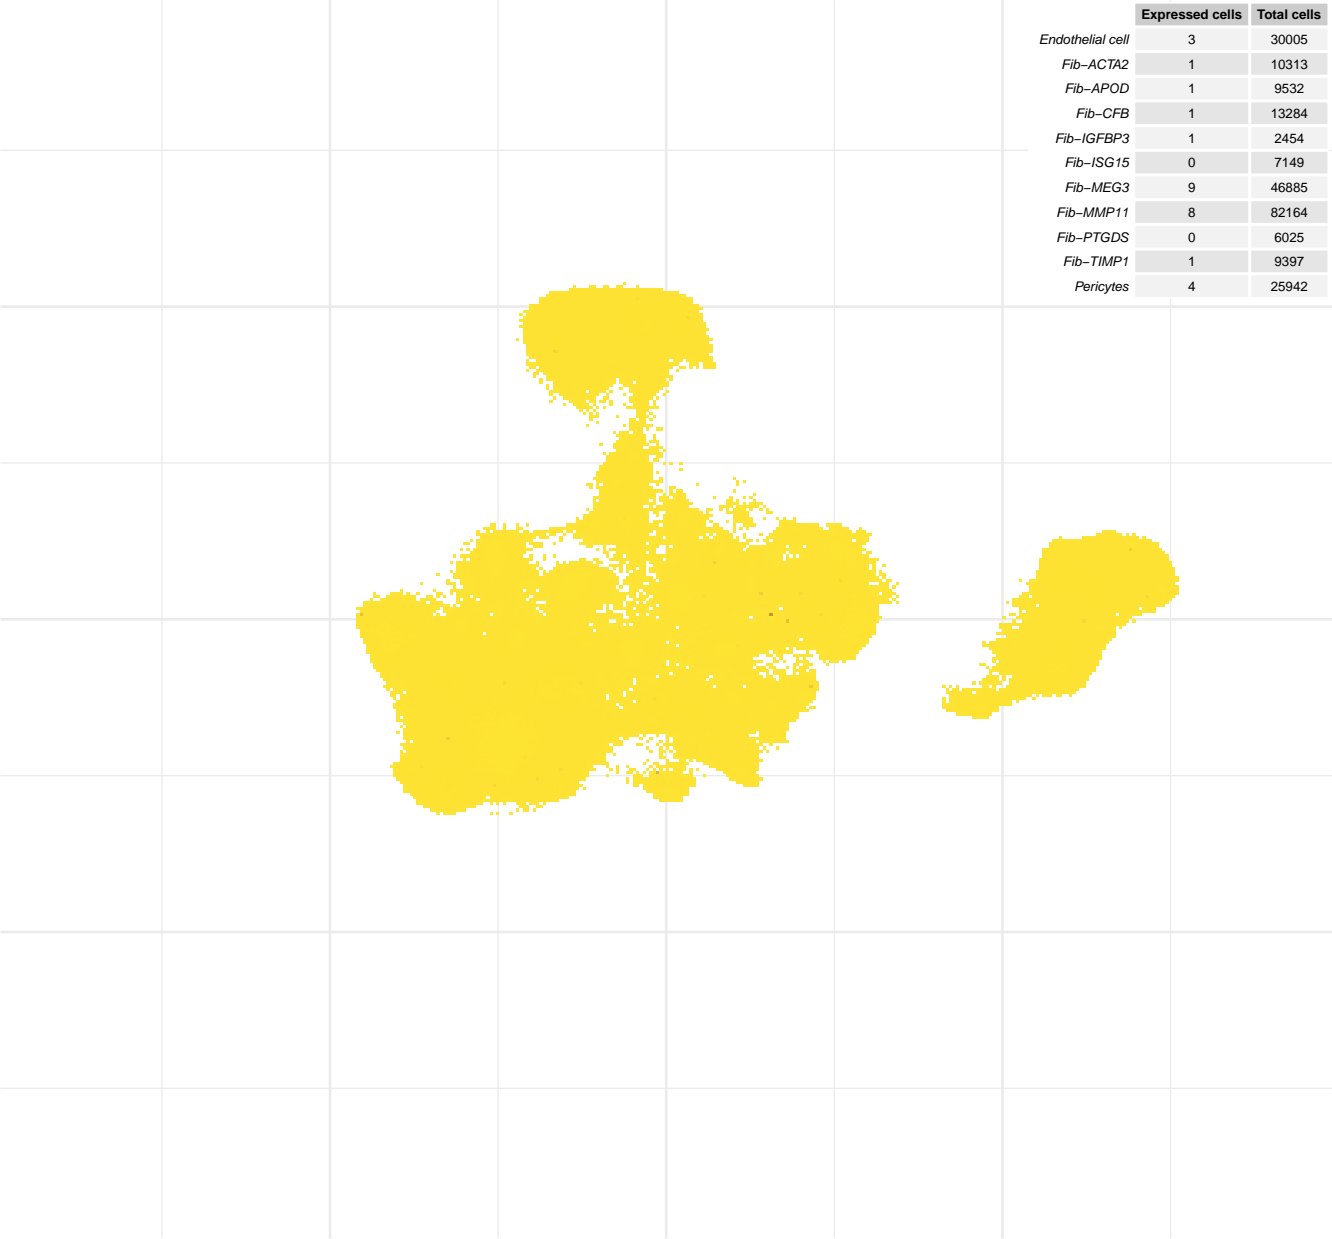 Expressed cells Total cells
Endothelial cell 3 30005
Fib−ACTA2 1 10313
Fib−APOD 1 9532
Fib−CFB 1 13284
Fib−IGFBP3 1 2454
Fib−ISG15 0 7149
Fib−MEG3 9 46885
Fib−MMP11 8 82164
Fib−PTGDS 0 6025
Fib−TIMP1 1 9397
Pericytes 4 25942